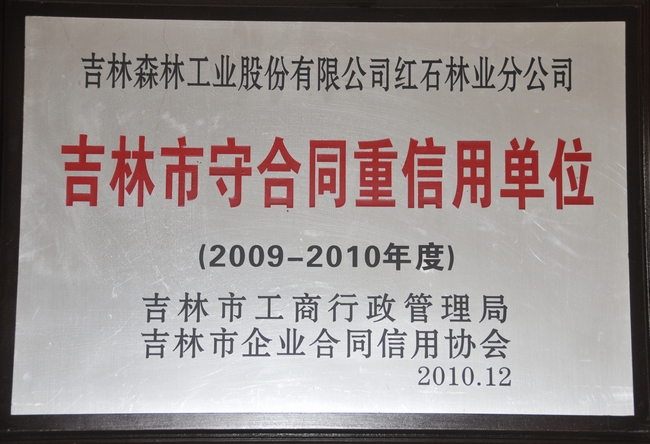 吉林森林工业股份有限公司红石林业分公司
吉林市守合同重信用单位
(2009-2010年度)
吉林市工商行政管理局
吉林市企业合同信用协会
2010.12